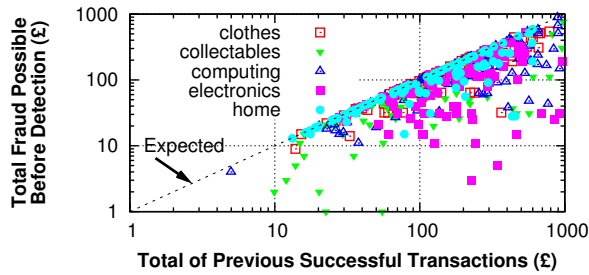 Total Fraud Possible
Before Detection (£)
1000
100
10
1
clothes
collectables
computing
electronics
home
Expected
1
10
100
1000
Total of Previous Successful Transactions (£)